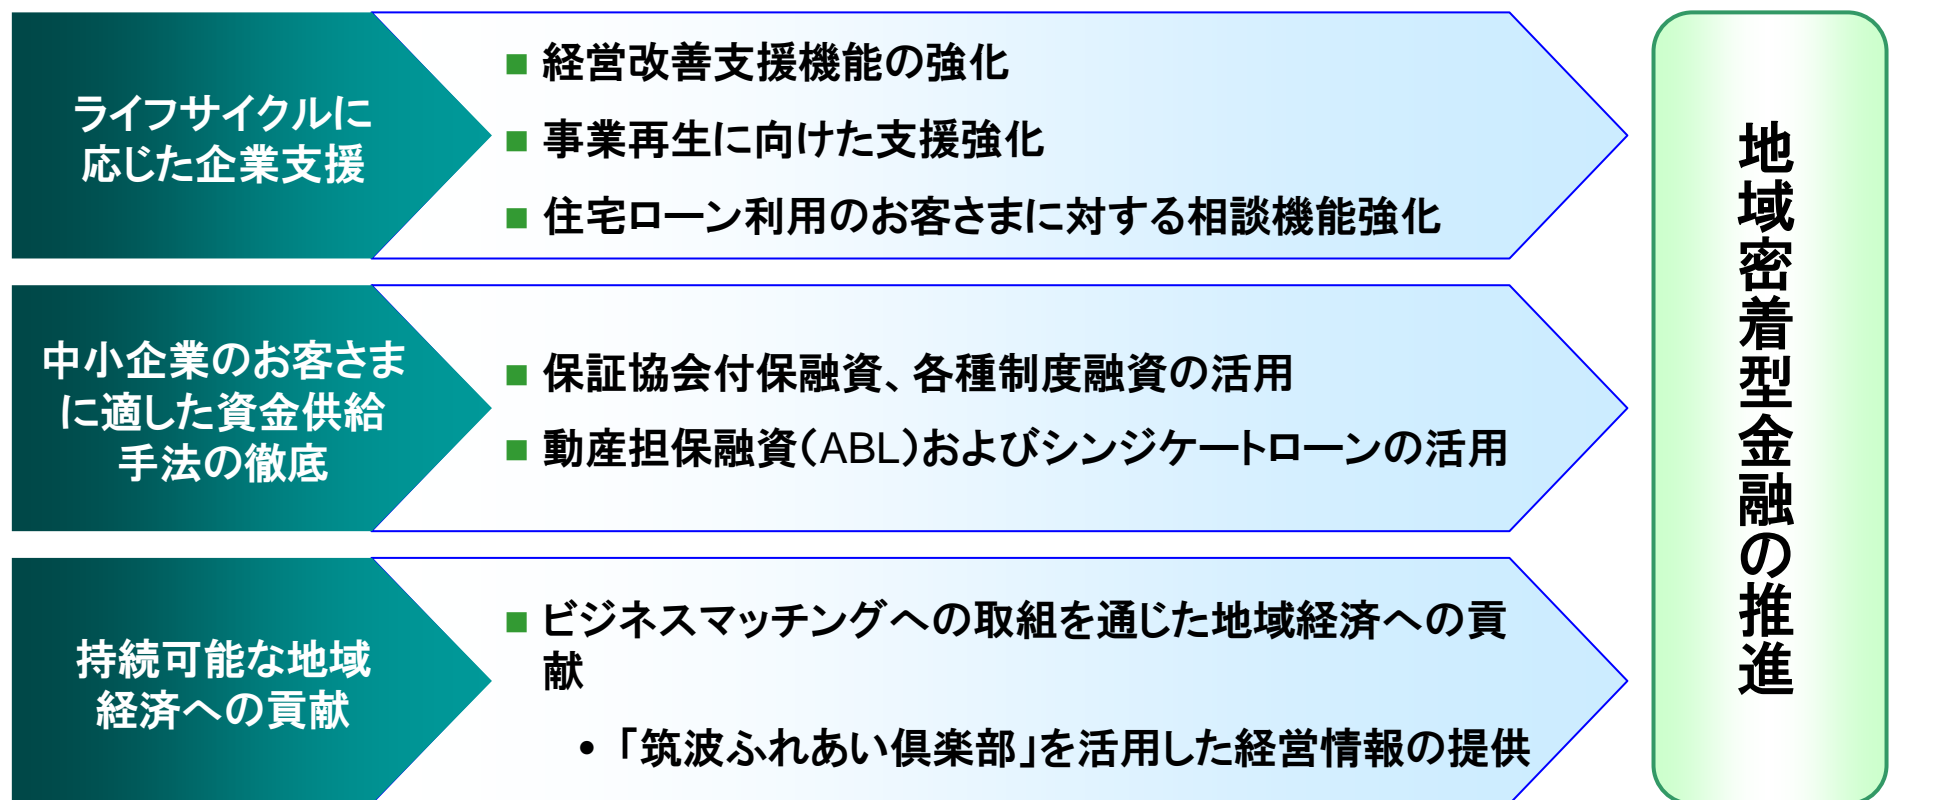 ライフサイクルに
応じた企業支援
■ 経営改善支援機能の強化
■ 事業再生に向けた支援強化
■ 住宅ローン利用のお客さまに対する相談機能強化
中小企業のお客さま
に適した資金供給
手法の徹底
■ 保証協会付保融資、各種制度融資の活用
■ 動産担保融資(ABL)およびシンジケートローンの活用
持続可能な地域
経済への貢献
■ ビジネスマッチングへの取組を通じた地域経済への貢
献
• 「筑波ふれあい倶楽部」を活用した経営情報の提供
地域密着型金融の推進